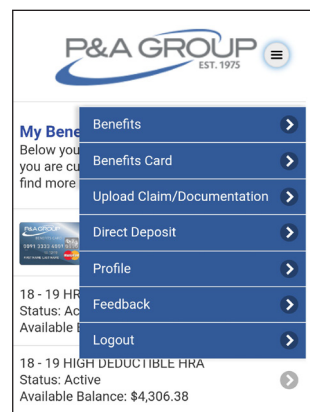 P&A GROUP
EST. 1975
My Bene
Below you
you are cu
find more
Benefits
Benefits Card
Upload Claim/Documentation
Direct Deposit
Profile
Feedback
Logout
P&A GROUP
18 - 19 HR
Status: Ac
Available B
18 - 19 HIGH DEDUCTIBLE HRA
Status: Active
Available Balance: $4,306.38